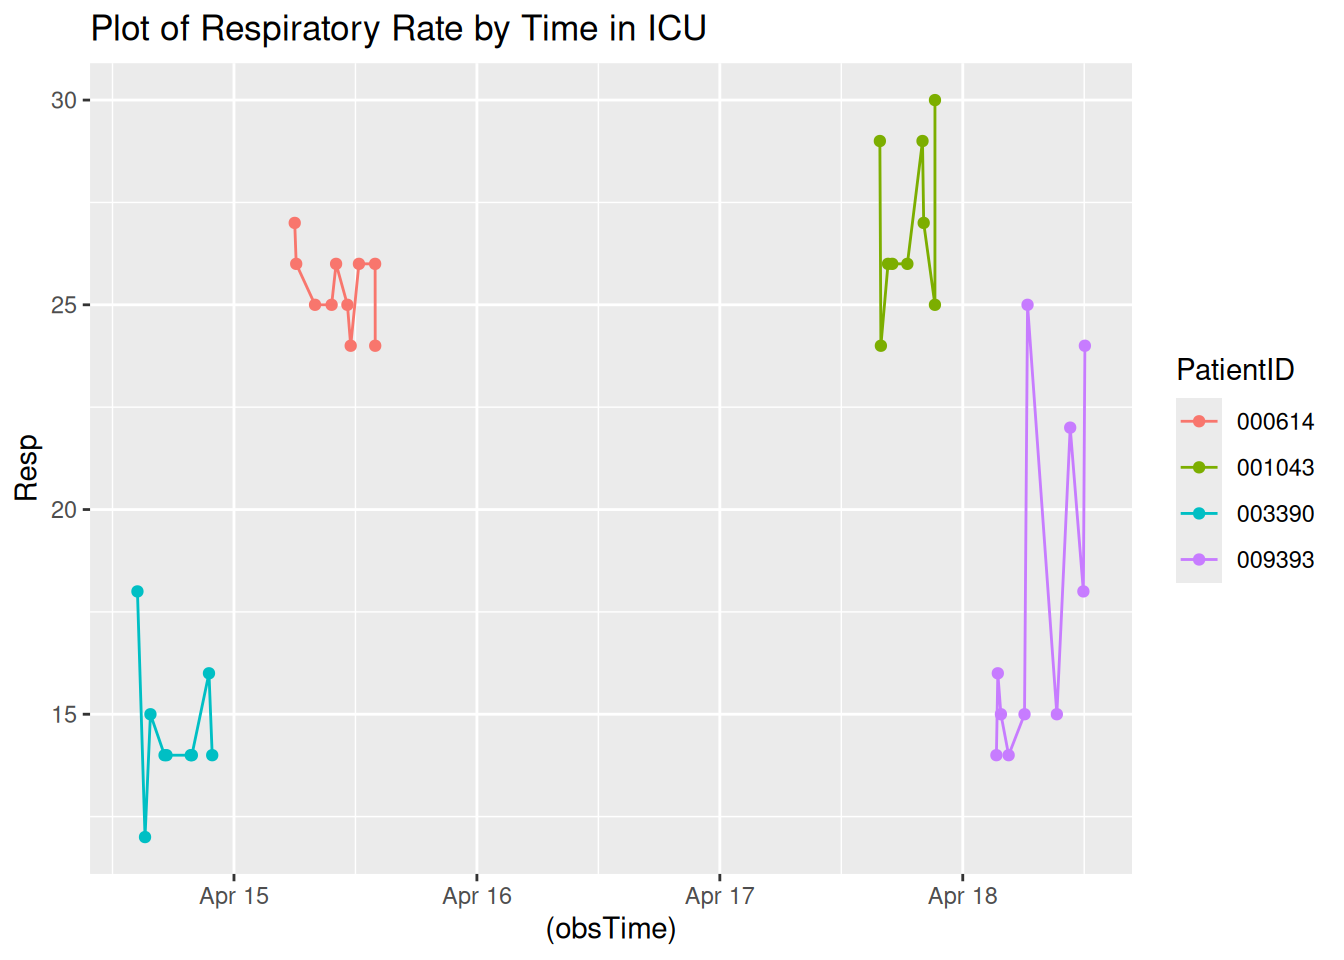 Plot of Respiratory Rate by Time in ICU
30
25
20
15
Resp
Apr 15
Apr 16
Apr 17
Apr 18
(obsTime)
PatientID
000614
001043
003390
009393